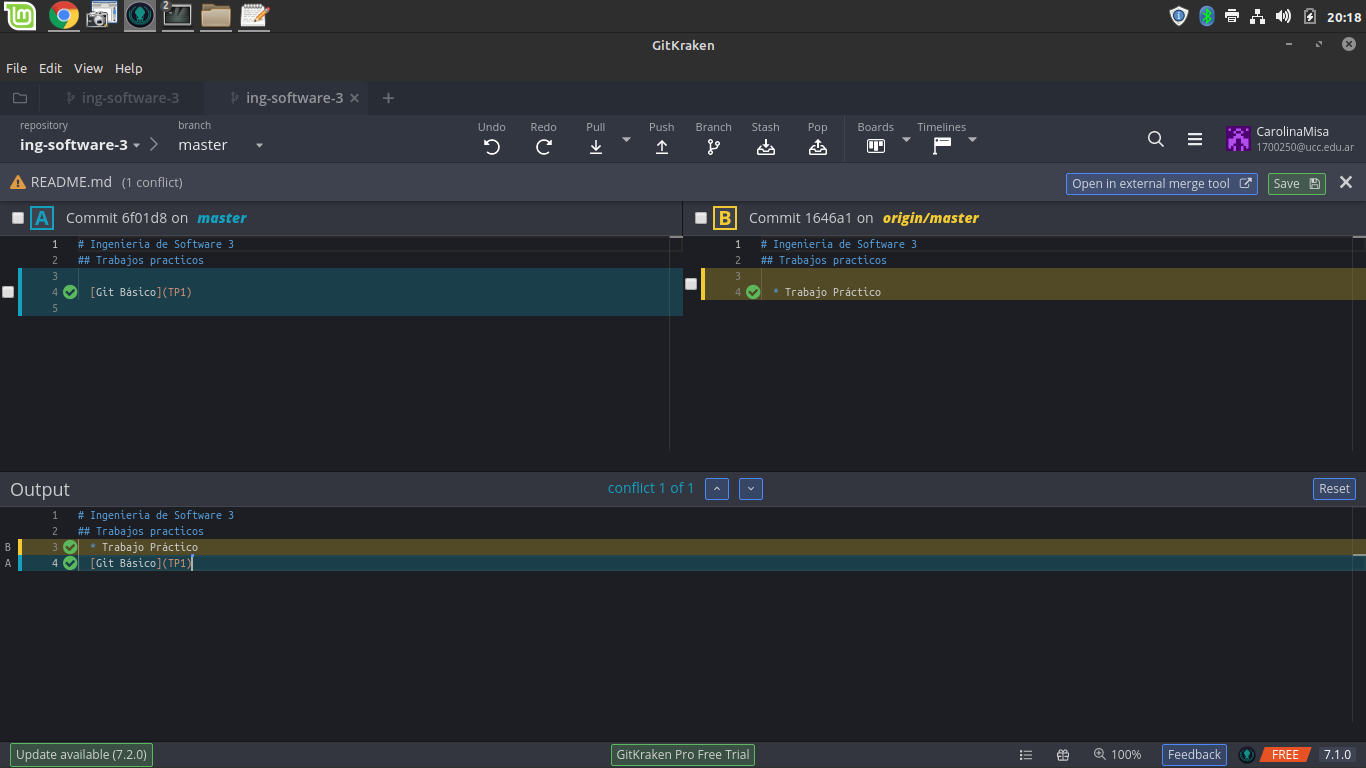 2
20:18
GitKraken
File Edit View Help
ing-software-3
ing-software-3
repository
ing-software-3
branch
master
Undo
Redo
Pull
Push
Branch
Stash
Pop
Boards
Timelines
CarolinaMisa
1700250@ucc.edu.ar
README.md (1 conflict)
Open in external merge tool
Save
A Commit 6f01d8 on master
1 # Ingenieria de Software 3
2 ## Trabajos practicos
3
4 [Git Básico](TP1)
5
B Commit 1646a1 on origin/master
1 # Ingenieria de Software 3
2 ## Trabajos practicos
3
4 * Trabajo Práctico
Output
conflict 1 of 1
Reset
1 # Ingenieria de Software 3
2 ## Trabajos practicos
B 3 * Trabajo Práctico
A 4 [Git Básico](TP1)
Update available (7.2.0)
GitKraken Pro Free Trial
100%
Feedback
FREE
7.1.0